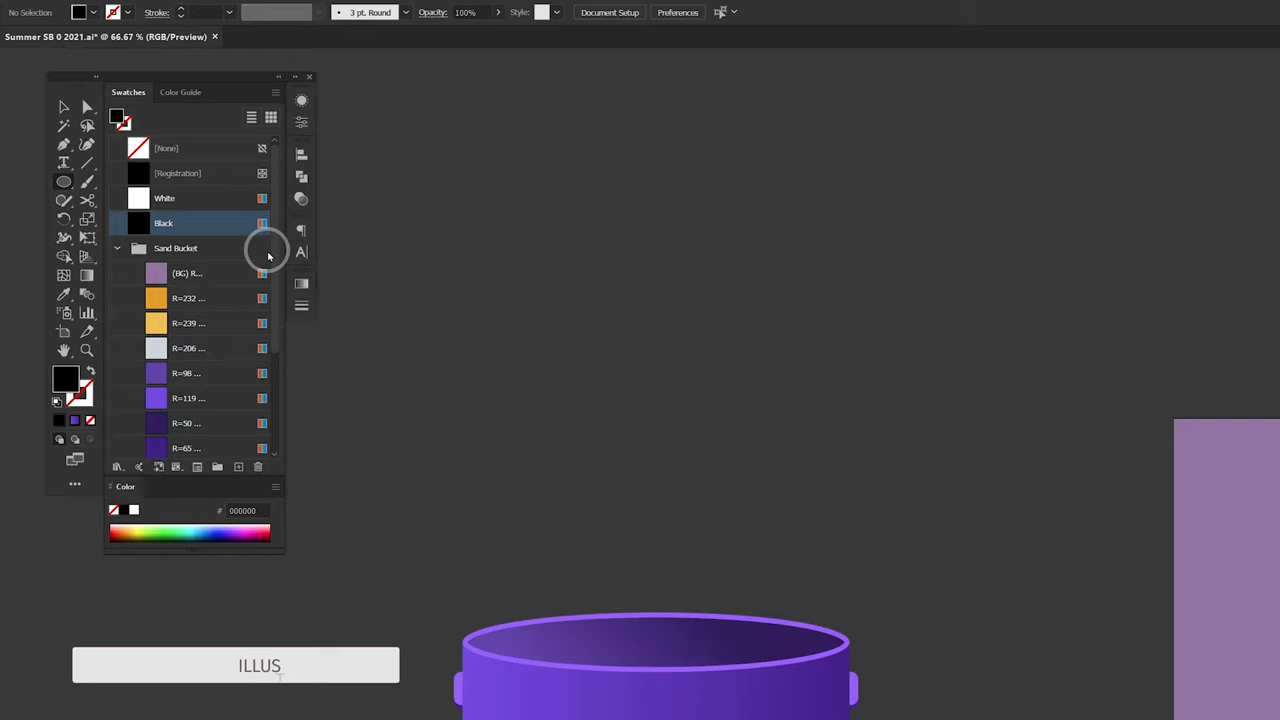 No Selection Stroke: 3 pt. Round Opacity: 100% Style: Document Setup Preferences
Summer SB 0 2021.ai* @ 66.67 % (RGB/Preview) ×
Swatches Color Guide
[None]
[Registration]
White
Black
Sand Bucket
(BG) R...
R=232 ...
R=239 ...
R=206 ...
R=98 ...
R=119 ...
R=50 ...
R=65 ...
Color
# 000000
ILLUS
T